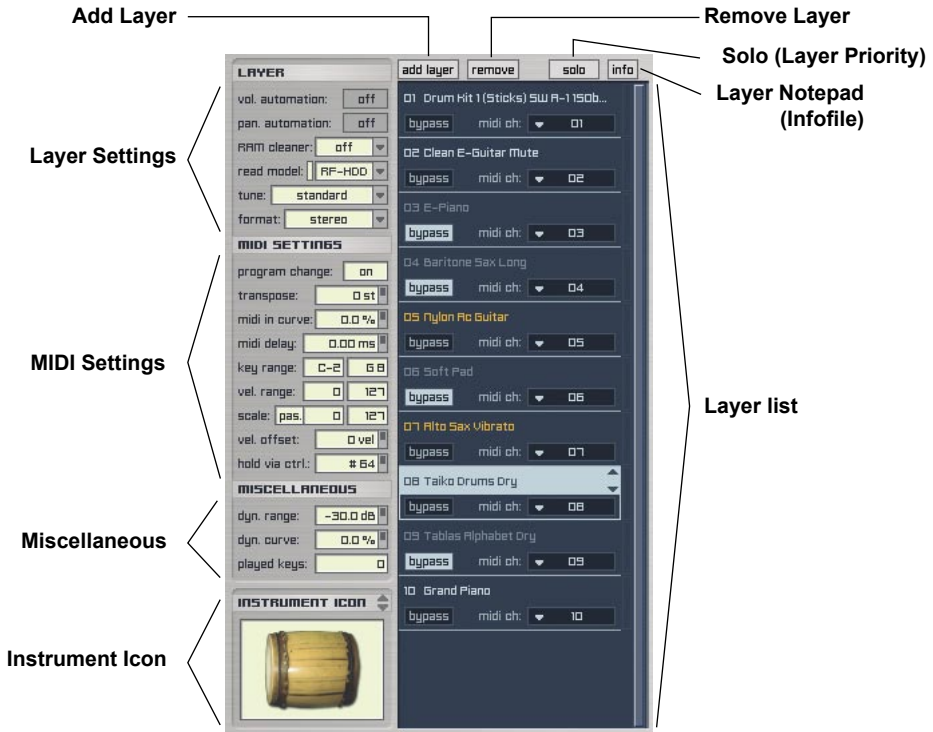 Add Layer
Remove Layer
Solo (Layer Priority)
Layer Notepad
(Infofile)
Layer Settings
MIDI Settings
Miscellaneous
Instrument Icon
Layer list
LAYER
vol. automation: off
pan. automation: off
RAM cleaner: off
read model: RF-HDD
tune: standard
format: stereo
MIDI SETTINGS
program change: on
transpose: 0 st
midi in curve: 0.0 %
midi delay: 0.00 ms
key range: C-2 G8
vel. range: 0 127
scale: pas. 0 127
vel. offset: 0 vel
hold via ctrl.: # 64
MISCELLANEOUS
dyn. range: -30.0 dB
dyn. curve: 0.0 %
played keys: 0
INSTRUMENT ICON
add layer remove solo info
01 Drum Kit 1 (Sticks) SW A-1 150b...
bypass midi ch: 01
02 Clean E-Guitar Mute
bypass midi ch: 02
03 E-Piano
bypass midi ch: 03
04 Baritone Sax Long
bypass midi ch: 04
05 Nylon Ac Guitar
bypass midi ch: 05
06 Soft Pad
bypass midi ch: 06
07 Alto Sax Vibrato
bypass midi ch: 07
08 Taiko Drums Dry
bypass midi ch: 08
09 Tablas Alphabet Dry
bypass midi ch: 09
10 Grand Piano
bypass midi ch: 10